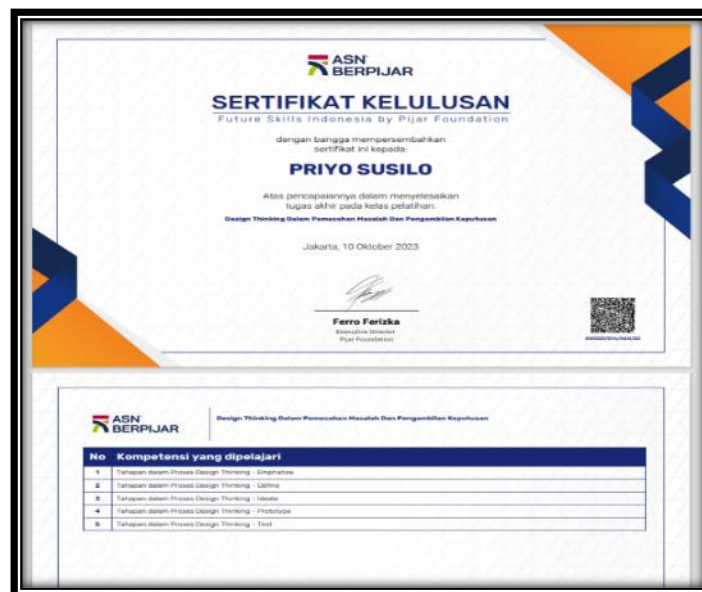 ASN
BERPIJAR
SERTIFIKAT KELULUSAN
Future Skills Indonesia by Pijar Foundation
dengan bangga mempersembahkan
sertifikat ini kepada:
PRIYO SUSILO
Atas pencapaiannya dalam menyelesaikan
tugas akhir pada kelas pelatihan:
Design Thinking Dalam Pemecahan Masalah Dan Pengambilan Keputusan
Jakarta, 10 Oktober 2023
Ferro Ferizka
Executive Director
Pijar Foundation
ASN
BERPIJAR
Design Thinking Dalam Pemecahan Masalah Dan Pengambilan Keputusan
No Kompetensi yang dipelajari
1 Tahapan dalam Proses Design Thinking - Emphatize
2 Tahapan dalam Proses Design Thinking - Define
3 Tahapan dalam Proses Design Thinking - Ideate
4 Tahapan dalam Proses Design Thinking - Prototype
5 Tahapan dalam Proses Design Thinking - Test